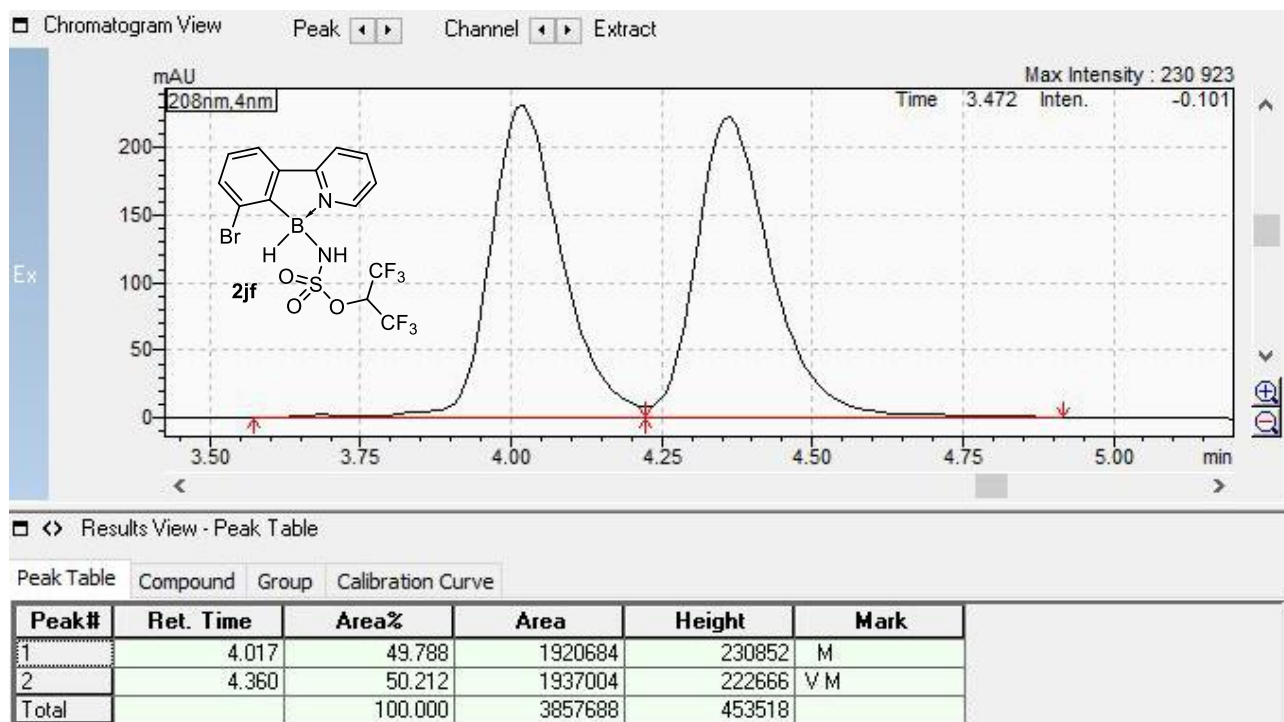 Chromatogram View Peak Channel Extract
mAU
Max Intensity : 230 923
208nm,4nm
Time 3.472 Inten. -0.101
200
150
100
50
0
Ex
Br
B
N
H
NH
O
S
O
O
CF3
CF3
2jf
3.50 3.75 4.00 4.25 4.50 4.75 5.00 min
Results View - Peak Table
Peak Table Compound Group Calibration Curve
Peak# Ret. Time Area% Area Height Mark
1 4.017 49.788 1920684 230852 M
2 4.360 50.212 1937004 222666 V M
Total 100.000 3857688 453518